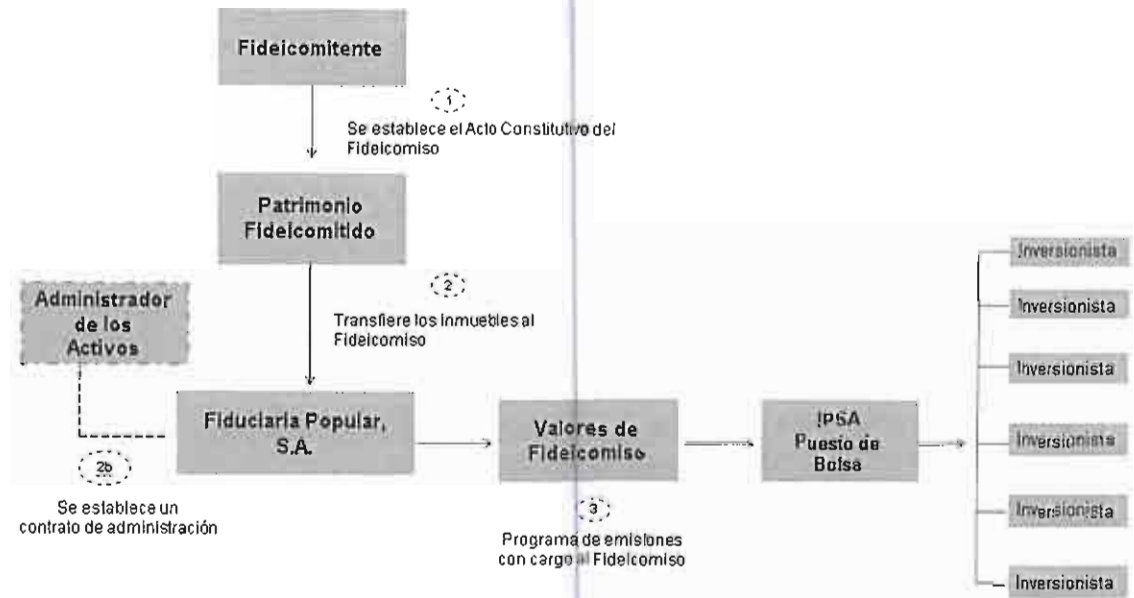 Fideicomitente
1
Se establece el Acto Constitutivo del
Fideicomiso
Patrimonio
Fideicomitido
2
Transfiere los inmuebles al
Fideicomiso
Administrador
de los
Activos
Fiduciaria Popular,
S.A.
2b
Se establece un
contrato de administración
Valores de
Fideicomiso
3
Programa de emisiones
con cargo al Fideicomiso
IPSA
Puesto de
Bolsa
Inversionista
Inversionista
Inversionista
Inversionista
Inversionista
Inversionista